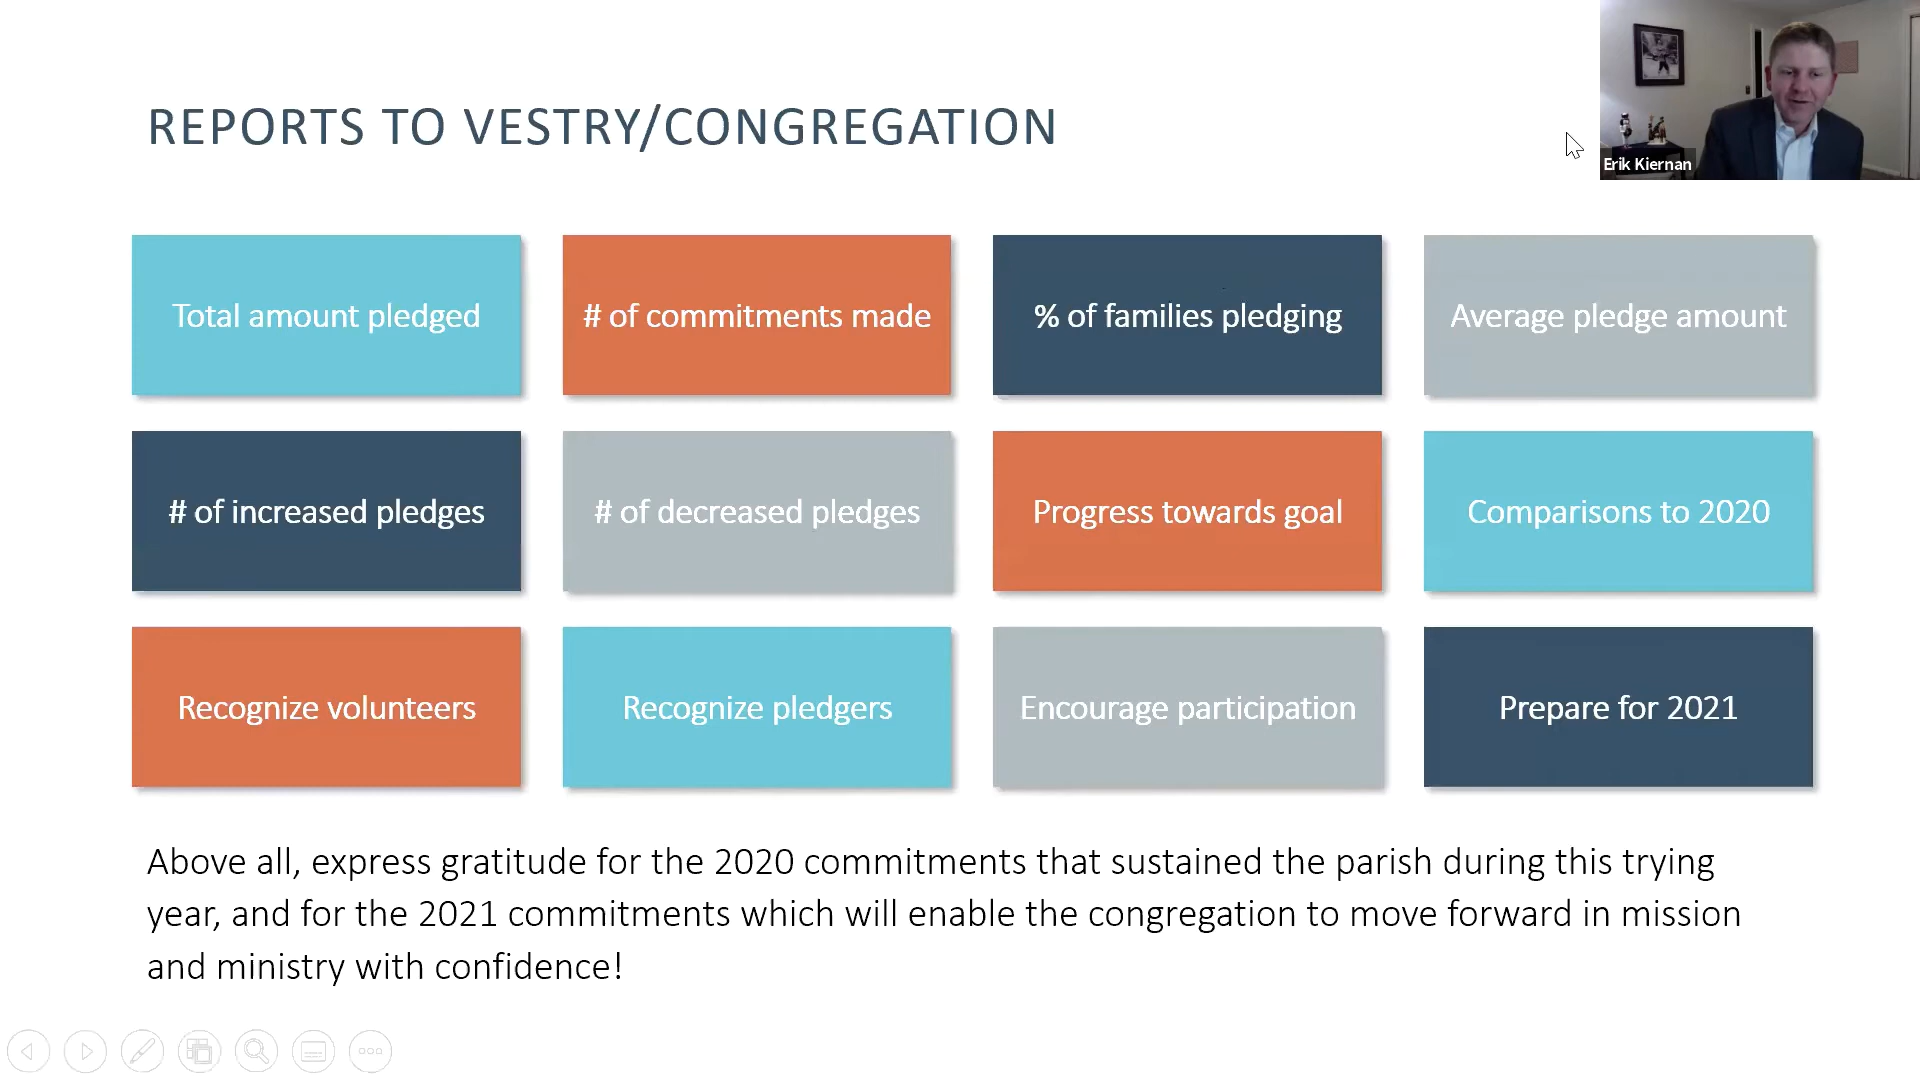 REPORTS TO VESTRY/CONGREGATION
Erik Kiernan
Total amount pledged
# of commitments made
% of families pledging
Average pledge amount
# of increased pledges
# of decreased pledges
Progress towards goal
Comparisons to 2020
Recognize volunteers
Recognize pledgers
Encourage participation
Prepare for 2021
Above all, express gratitude for the 2020 commitments that sustained the parish during this trying
year, and for the 2021 commitments which will enable the congregation to move forward in mission
and ministry with confidence!